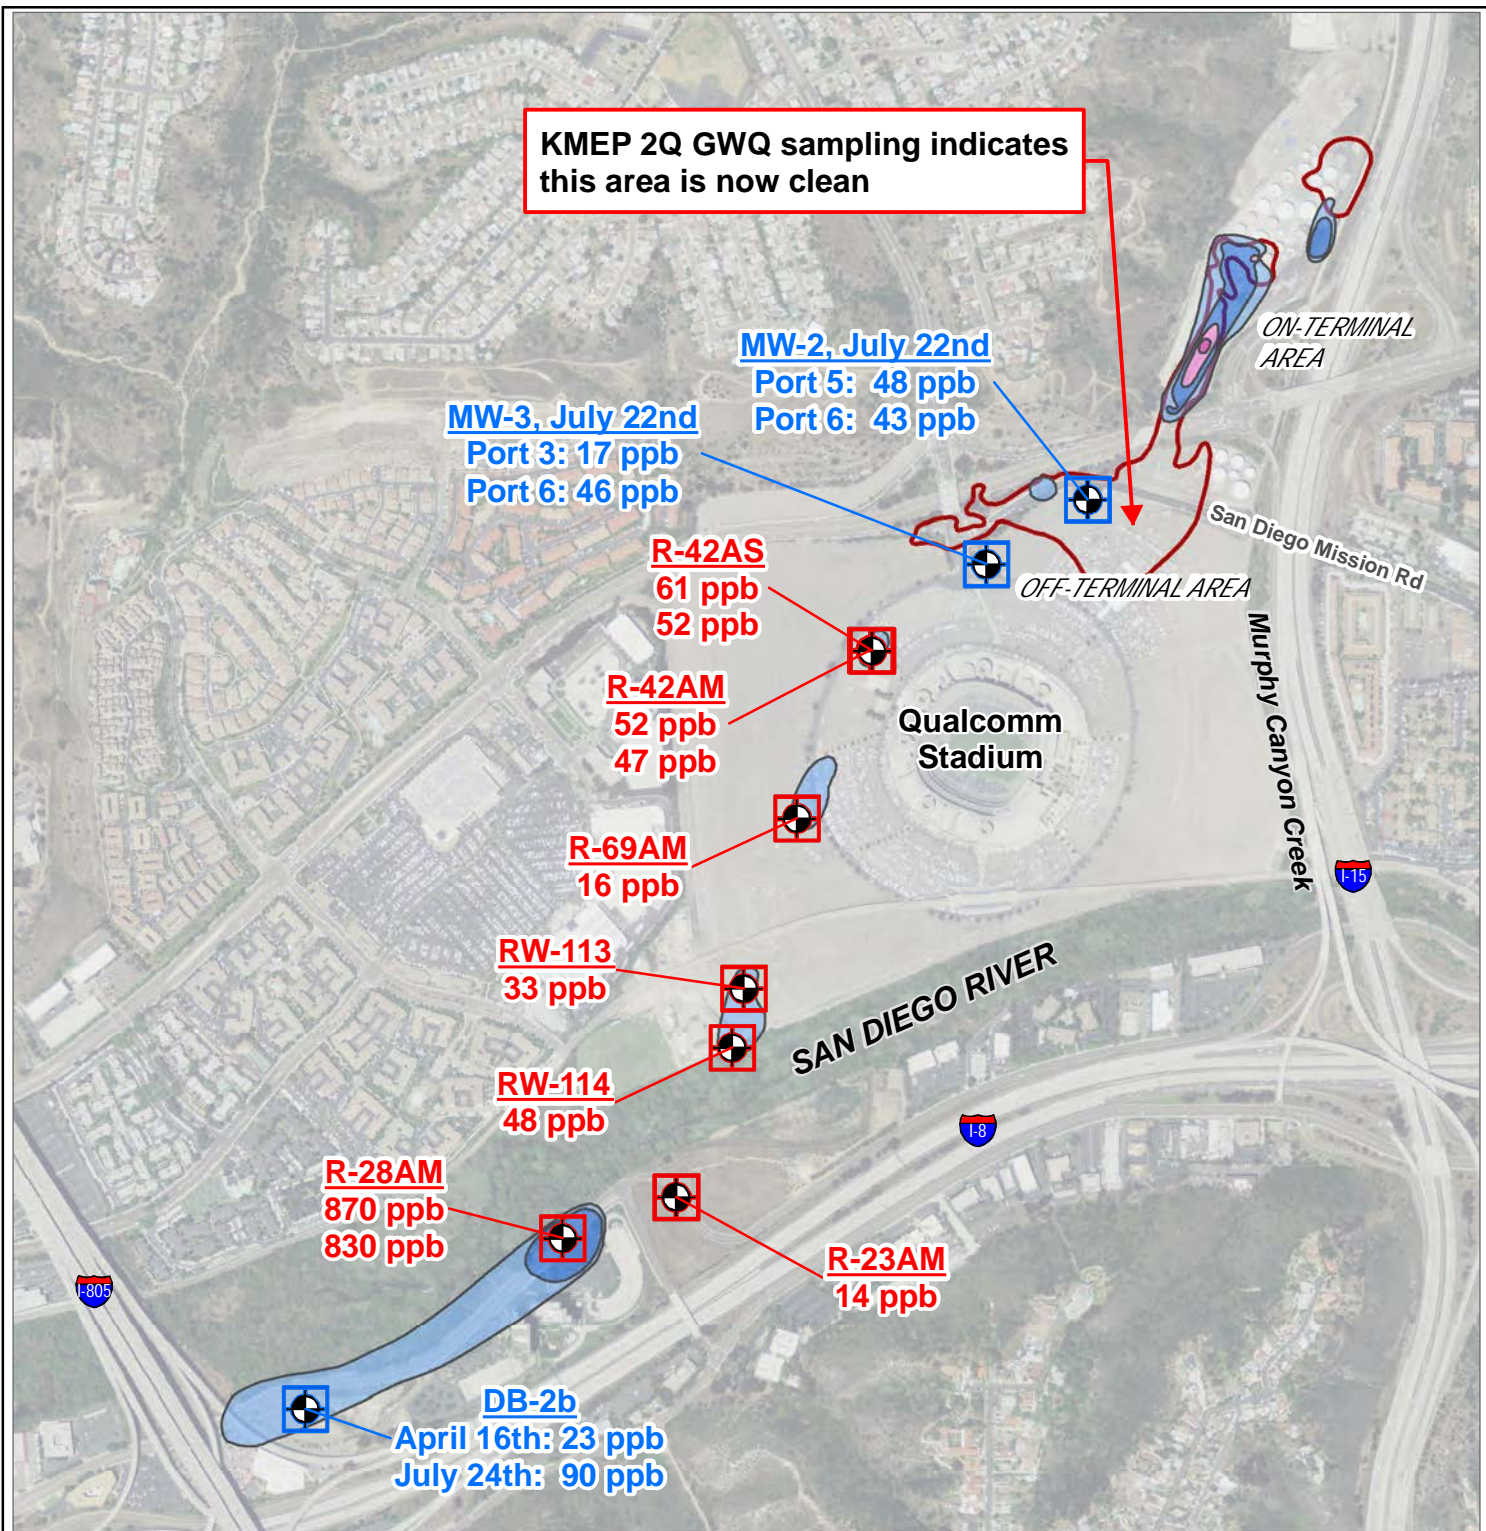 KMEP 2Q GWQ sampling indicates
this area is now clean
ON-TERMINAL
AREA
MW-2, July 22nd
Port 5: 48 ppb
Port 6: 43 ppb
MW-3, July 22nd
Port 3: 17 ppb
Port 6: 46 ppb
San Diego Mission Rd
R-42AS
61 ppb
52 ppb
OFF-TERMINAL AREA
R-42AM
52 ppb
47 ppb
Qualcomm
Stadium
Murphy Canyon Creek
R-69AM
16 ppb
I-15
RW-113
33 ppb
SAN DIEGO RIVER
RW-114
48 ppb
I-8
R-28AM
870 ppb
830 ppb
R-23AM
14 ppb
I-805
DB-2b
April 16th: 23 ppb
July 24th: 90 ppb